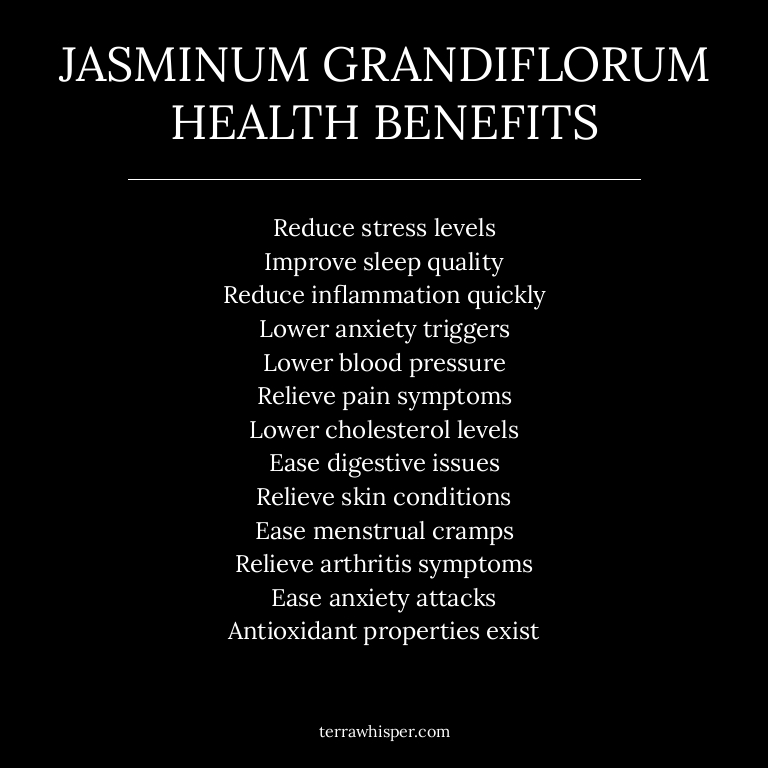 JASMINUM GRANDIFLORUM
HEALTH BENEFITS
Reduce stress levels
Improve sleep quality
Reduce inflammation quickly
Lower anxiety triggers
Lower blood pressure
Relieve pain symptoms
Lower cholesterol levels
Ease digestive issues
Relieve skin conditions
Ease menstrual cramps
Relieve arthritis symptoms
Ease anxiety attacks
Antioxidant properties exist
terrawhisper.com